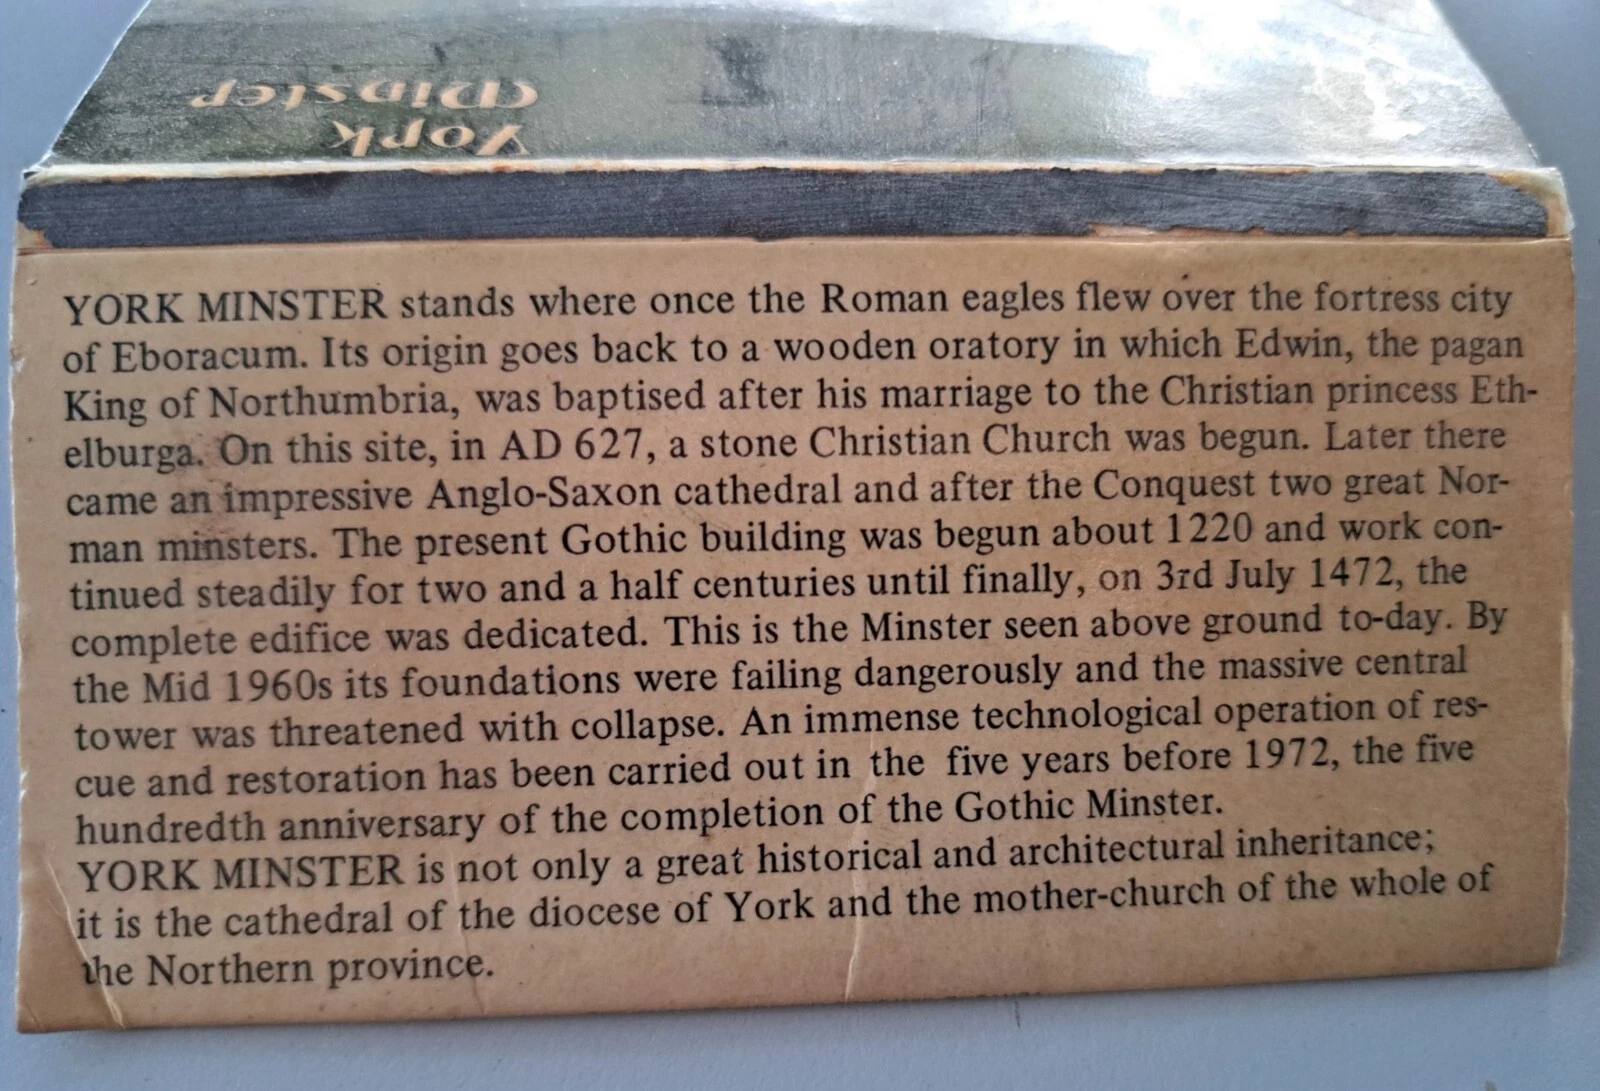 York
Minster
YORK MINSTER stands where once the Roman eagles flew over the fortress city
of Eboracum. Its origin goes back to a wooden oratory in which Edwin, the pagan
King of Northumbria, was baptised after his marriage to the Christian princess Eth-
elburga. On this site, in AD 627, a stone Christian Church was begun. Later there
came an impressive Anglo-Saxon cathedral and after the Conquest two great Nor-
man minsters. The present Gothic building was begun about 1220 and work con-
tinued steadily for two and a half centuries until finally, on 3rd July 1472, the
complete edifice was dedicated. This is the Minster seen above ground to-day. By
the Mid 1960s its foundations were failing dangerously and the massive central
tower was threatened with collapse. An immense technological operation of res-
cue and restoration has been carried out in the five years before 1972, the five
hundredth anniversary of the completion of the Gothic Minster.
YORK MINSTER is not only a great historical and architectural inheritance;
it is the cathedral of the diocese of York and the mother-church of the whole of
the Northern province.